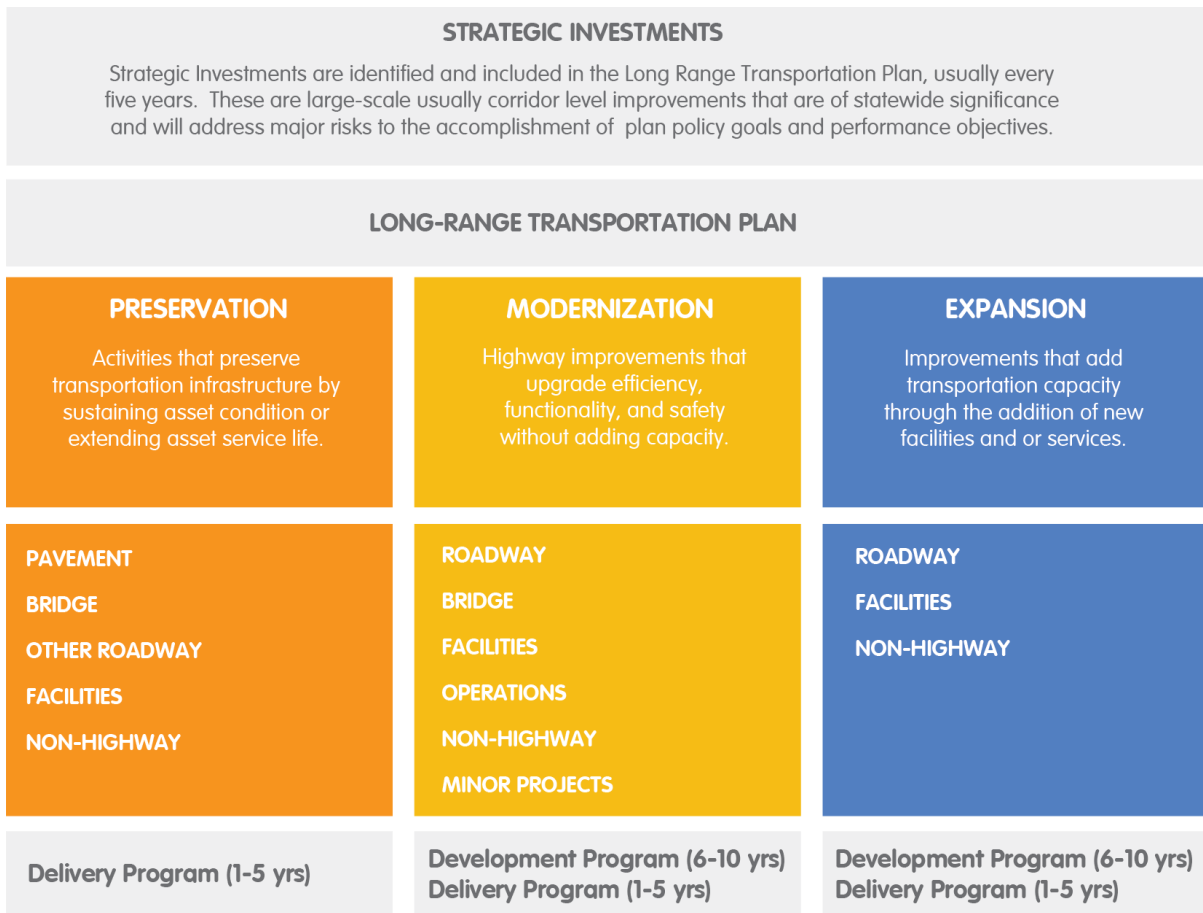 STRATEGIC INVESTMENTS
Strategic Investments are identified and included in the Long Range Transportation Plan, usually every
five years. These are large-scale usually corridor level improvements that are of statewide significance
and will address major risks to the accomplishment of plan policy goals and performance objectives.
LONG-RANGE TRANSPORTATION PLAN
PRESERVATION
Activities that preserve
transportation infrastructure by
sustaining asset condition or
extending asset service life.
MODERNIZATION
Highway improvements that
upgrade efficiency,
functionality, and safety
without adding capacity.
EXPANSION
Improvements that add
transportation capacity
through the addition of new
facilities and or services.
PAVEMENT
BRIDGE
OTHER ROADWAY
FACILITIES
NON-HIGHWAY
ROADWAY
BRIDGE
FACILITIES
OPERATIONS
NON-HIGHWAY
MINOR PROJECTS
ROADWAY
FACILITIES
NON-HIGHWAY
Delivery Program (1-5 yrs)
Development Program (6-10 yrs)
Delivery Program (1-5 yrs)
Development Program (6-10 yrs)
Delivery Program (1-5 yrs)